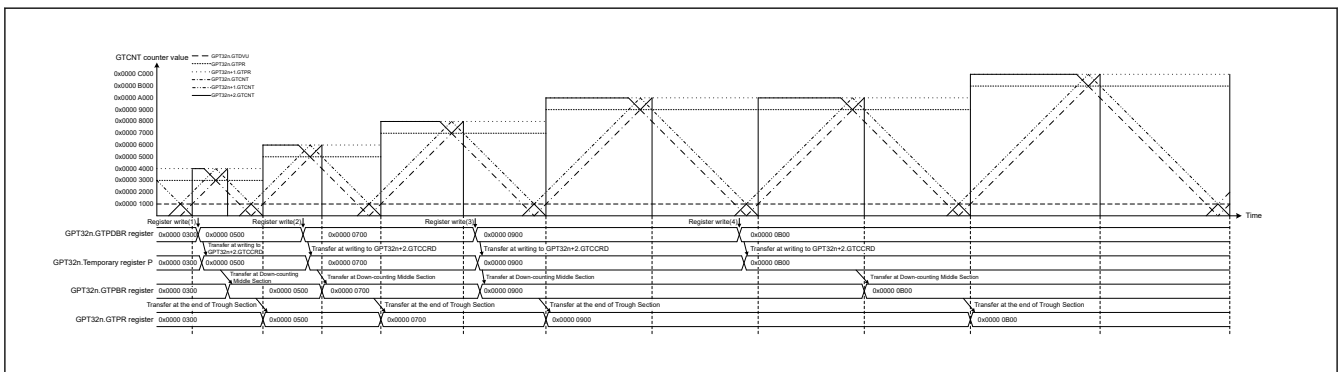 GTCNT counter value
GPT32n.GTDVU
GPT32n.GTPR
GPT32n+1.GTPR
GPT32n.GTCNT
GPT32n+1.GTCNT
GPT32n+2.GTCNT
0x0000 C000
0x0000 B000
0x0000 A000
0x0000 9000
0x0000 8000
0x0000 7000
0x0000 6000
0x0000 5000
0x0000 4000
0x0000 3000
0x0000 2000
0x0000 1000
Time
Register write(1) Register write(2) Register write(3) Register write(4)
GPT32n.GTPDBR register 0x0000 0300 0x0000 0500 0x0000 0700 0x0000 0900 0x0000 0B00
Transfer at writing to
GPT32n+2.GTCCRD
Transfer at writing to GPT32n+2.GTCCRD Transfer at writing to GPT32n+2.GTCCRD Transfer at writing to GPT32n+2.GTCCRD
GPT32n.Temporary register P 0x0000 0300 0x0000 0500 0x0000 0700 0x0000 0900 0x0000 0B00
Transfer at Down-counting
Middle Section
Transfer at Down-counting Middle Section Transfer at Down-counting Middle Section Transfer at Down-counting Middle Section
GPT32n.GTPBR register 0x0000 0300 0x0000 0500 0x0000 0700 0x0000 0900 0x0000 0B00
Transfer at the end of Trough Section Transfer at the end of Trough Section Transfer at the end of Trough Section Transfer at the end of Trough Section
GPT32n.GTPR register 0x0000 0300 0x0000 0500 0x0000 0700 0x0000 0900 0x0000 0B00